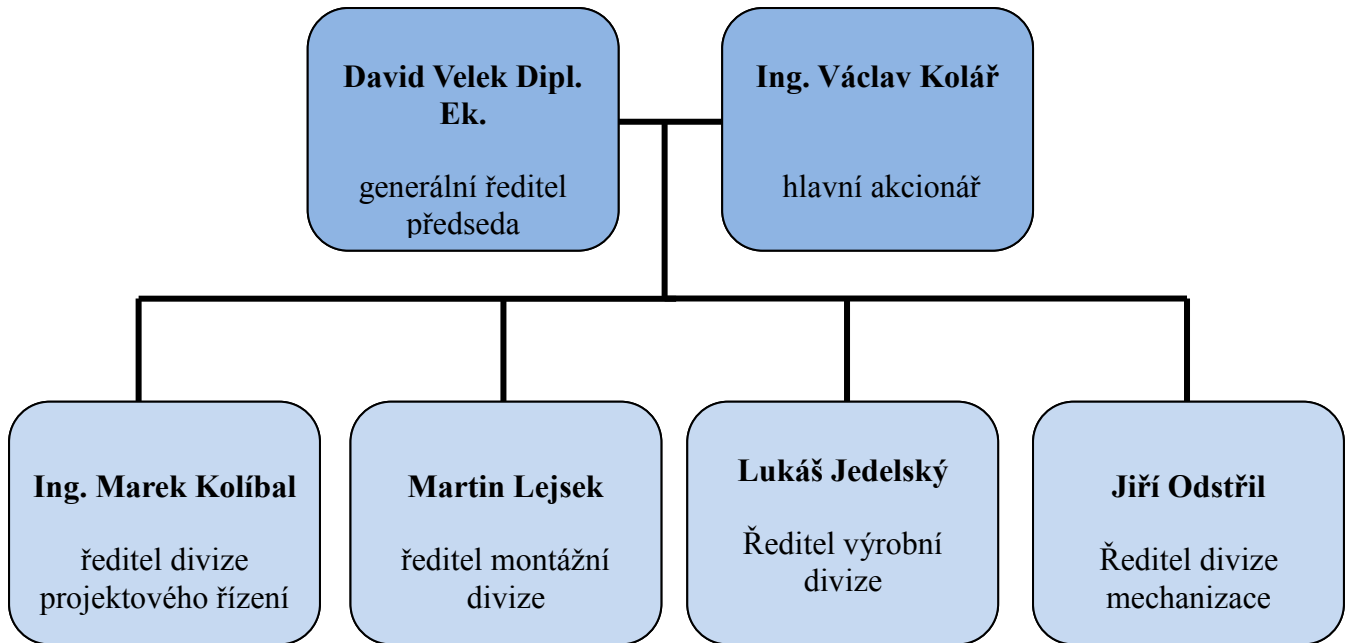 David Velek Dipl.
Ek.
generální ředitel
předseda
Ing. Václav Kolář
hlavní akcionář
Ing. Marek Kolíbal
ředitel divize
projektového řízení
Martin Lejsek
ředitel montážní
divize
Lukáš Jedelský
Ředitel výrobní
divize
Jiří Odstřil
Ředitel divize
mechanizace